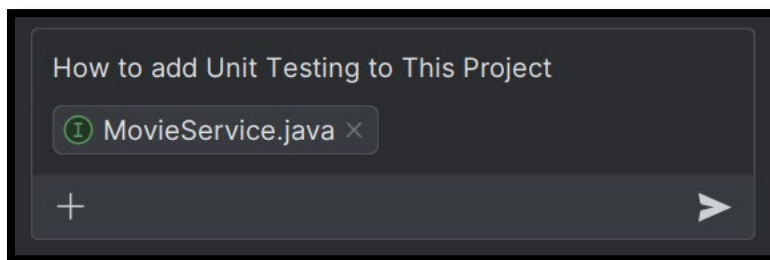 How to add Unit Testing to This Project
I MovieService.java ×